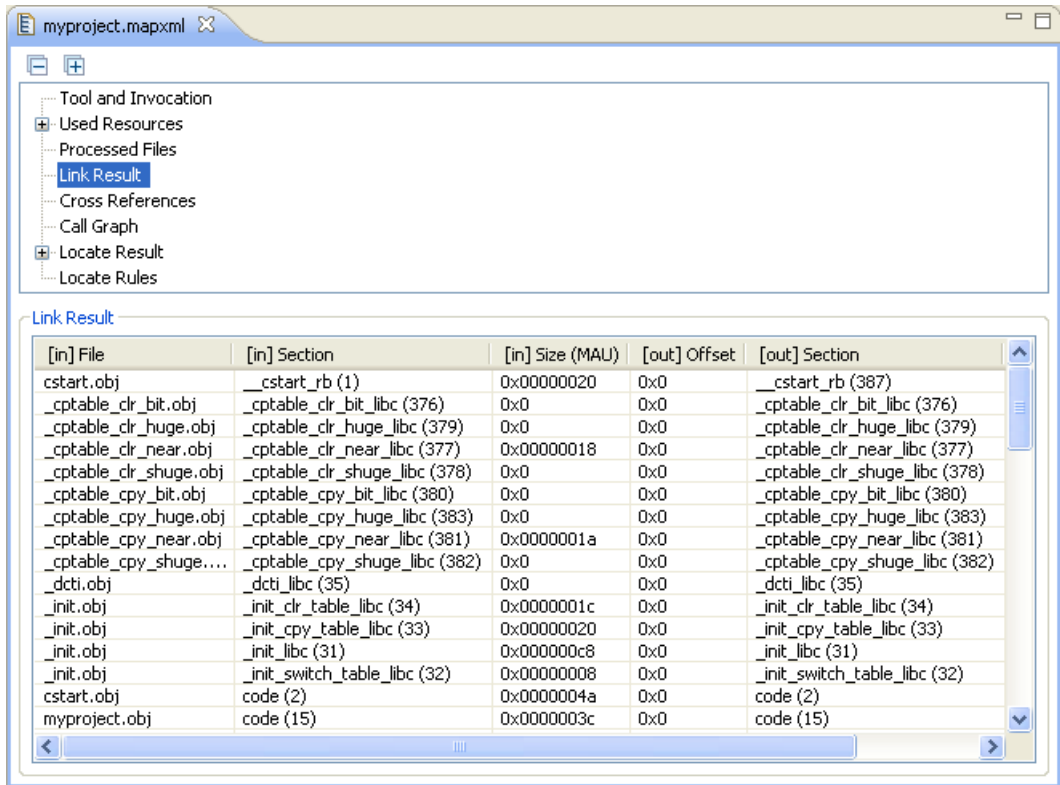 myproject.mapxml
Tool and Invocation
Used Resources
Processed Files
Link Result
Cross References
Call Graph
Locate Result
Locate Rules
Link Result
[in] File [in] Section [in] Size (MAU) [out] Offset [out] Section
cstart.obj __cstart_rb (1) 0x00000020 0x0 __cstart_rb (387)
_cptable_clr_bit.obj _cptable_clr_bit_libc (376) 0x0 0x0 _cptable_clr_bit_libc (376)
_cptable_clr_huge.obj _cptable_clr_huge_libc (379) 0x0 0x0 _cptable_clr_huge_libc (379)
_cptable_clr_near.obj _cptable_clr_near_libc (377) 0x00000018 0x0 _cptable_clr_near_libc (377)
_cptable_clr_shuge.obj _cptable_clr_shuge_libc (378) 0x0 0x0 _cptable_clr_shuge_libc (378)
_cptable_cpy_bit.obj _cptable_cpy_bit_libc (380) 0x0 0x0 _cptable_cpy_bit_libc (380)
_cptable_cpy_huge.obj _cptable_cpy_huge_libc (383) 0x0 0x0 _cptable_cpy_huge_libc (383)
_cptable_cpy_near.obj _cptable_cpy_near_libc (381) 0x0000001a 0x0 _cptable_cpy_near_libc (381)
_cptable_cpy_shuge.... _cptable_cpy_shuge_libc (382) 0x0 0x0 _cptable_cpy_shuge_libc (382)
_dcti.obj _dcti_libc (35) 0x0 0x0 _dcti_libc (35)
_init.obj _init_clr_table_libc (34) 0x0000001c 0x0 _init_clr_table_libc (34)
_init.obj _init_cpy_table_libc (33) 0x00000020 0x0 _init_cpy_table_libc (33)
_init.obj _init_libc (31) 0x000000c8 0x0 _init_libc (31)
_init.obj _init_switch_table_libc (32) 0x00000008 0x0 _init_switch_table_libc (32)
cstart.obj code (2) 0x0000004a 0x0 code (2)
myproject.obj code (15) 0x0000003c 0x0 code (15)